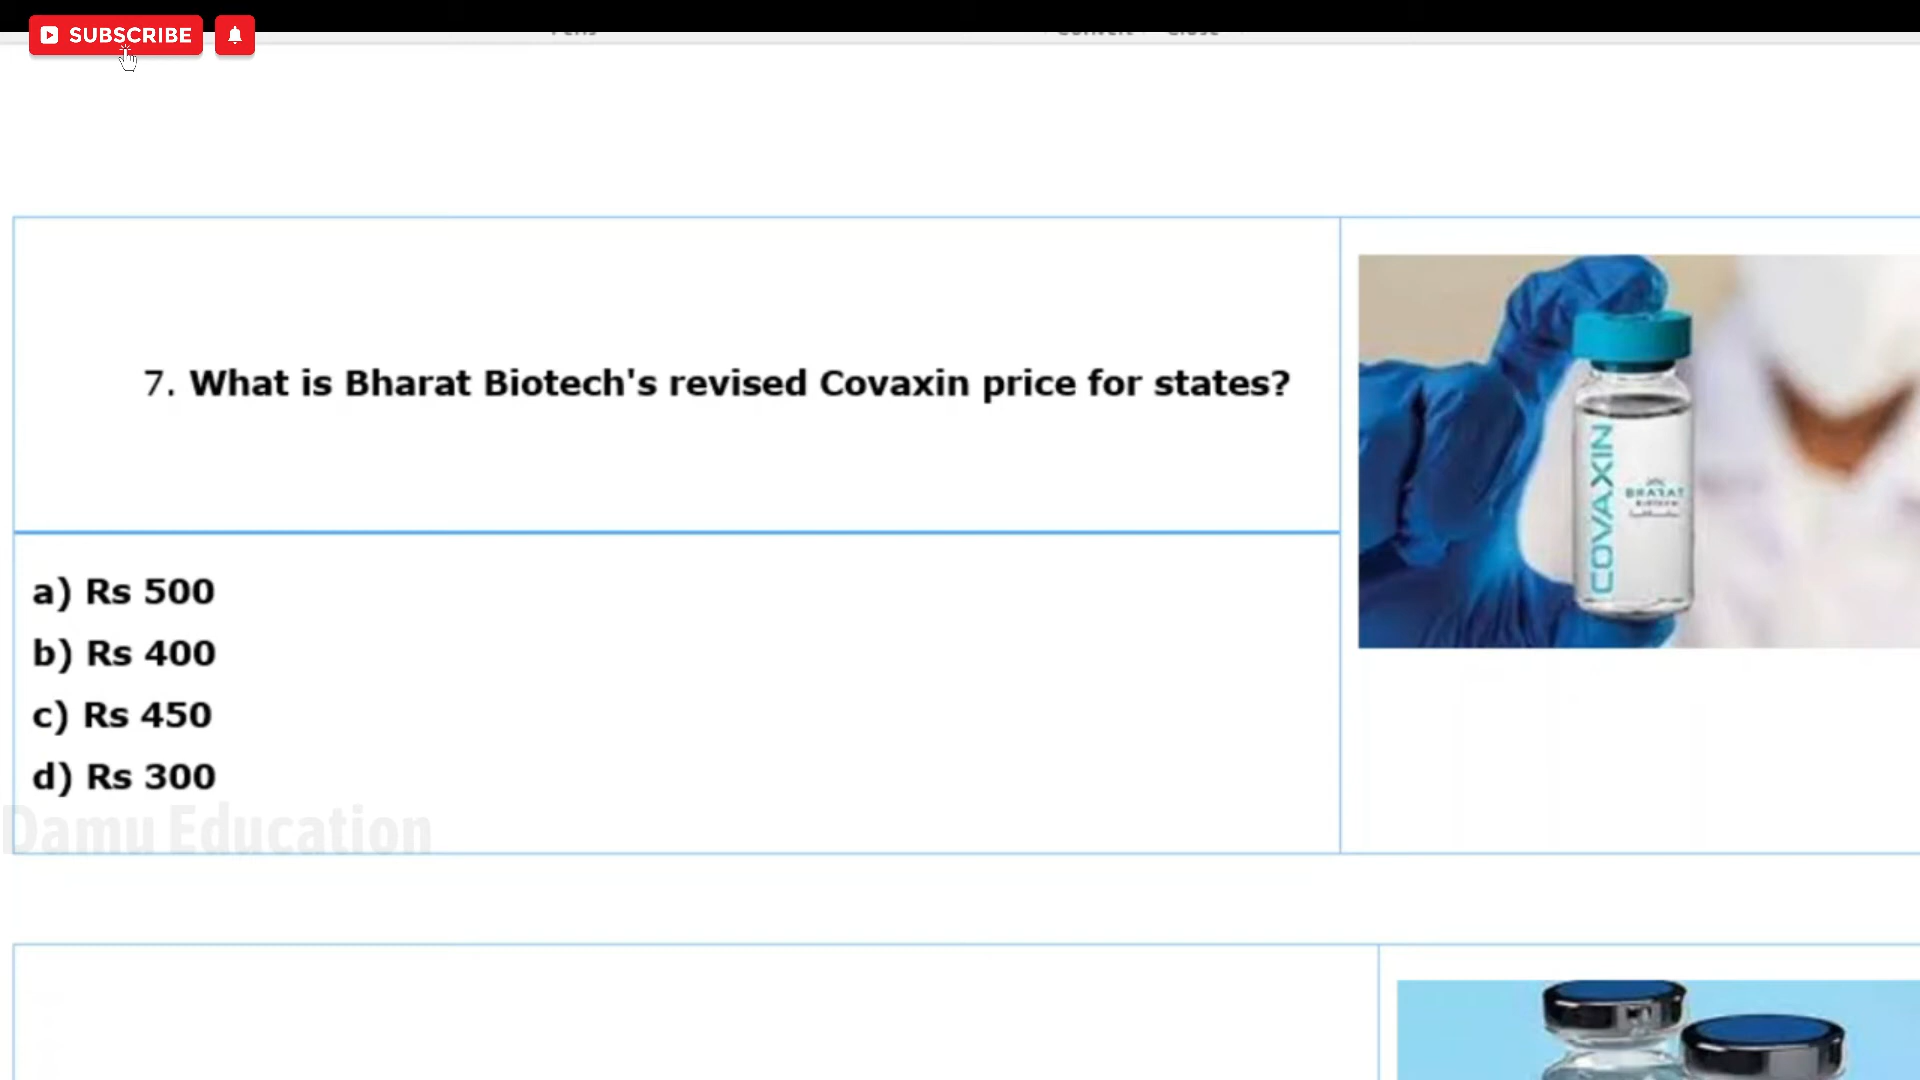 SUBSCRIBE
7. What is Bharat Biotech's revised Covaxin price for states?
COVAXIN
BHARAT
BIOTECH
a) Rs 500
b) Rs 400
c) Rs 450
d) Rs 300
Damu Education